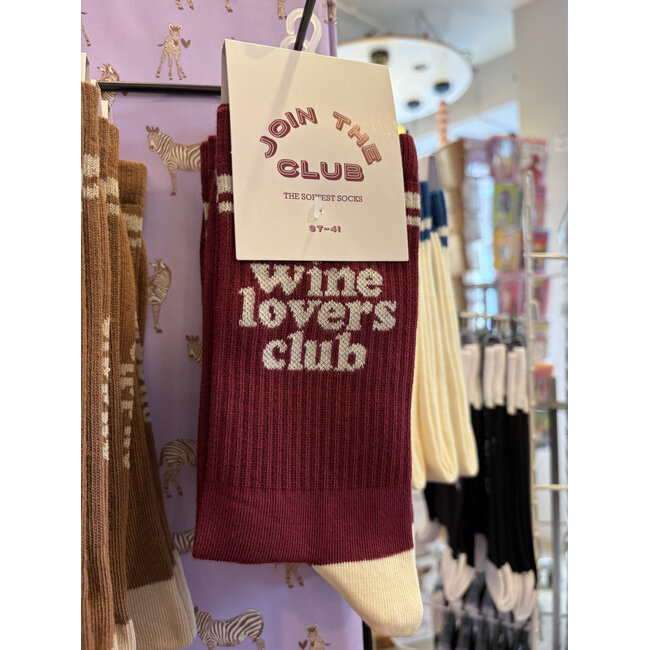 JOIN THE
CLUB
THE SOFTEST SOCKS
37-41
Wine
lovers
club